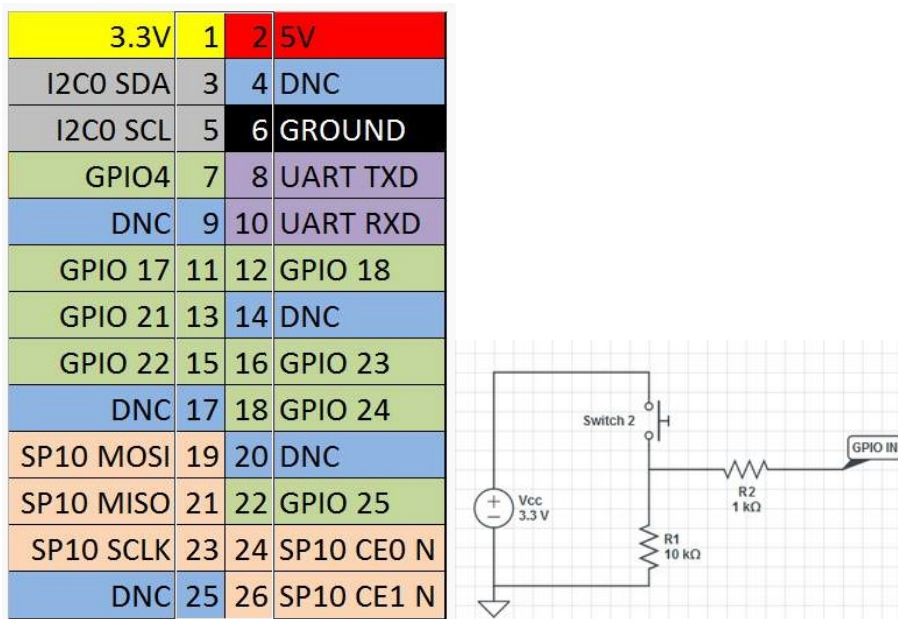 3.3V 1 2 5V
I2C0 SDA 3 4 DNC
I2C0 SCL 5 6 GROUND
GPIO4 7 8 UART TXD
DNC 9 10 UART RXD
GPIO 17 11 12 GPIO 18
GPIO 21 13 14 DNC
GPIO 22 15 16 GPIO 23
DNC 17 18 GPIO 24
SP10 MOSI 19 20 DNC
SP10 MISO 21 22 GPIO 25
SP10 SCLK 23 24 SP10 CE0 N
DNC 25 26 SP10 CE1 N
Switch 2
GPIO IN
R2
1 kΩ
Vcc
3.3 V
R1
10 kΩ